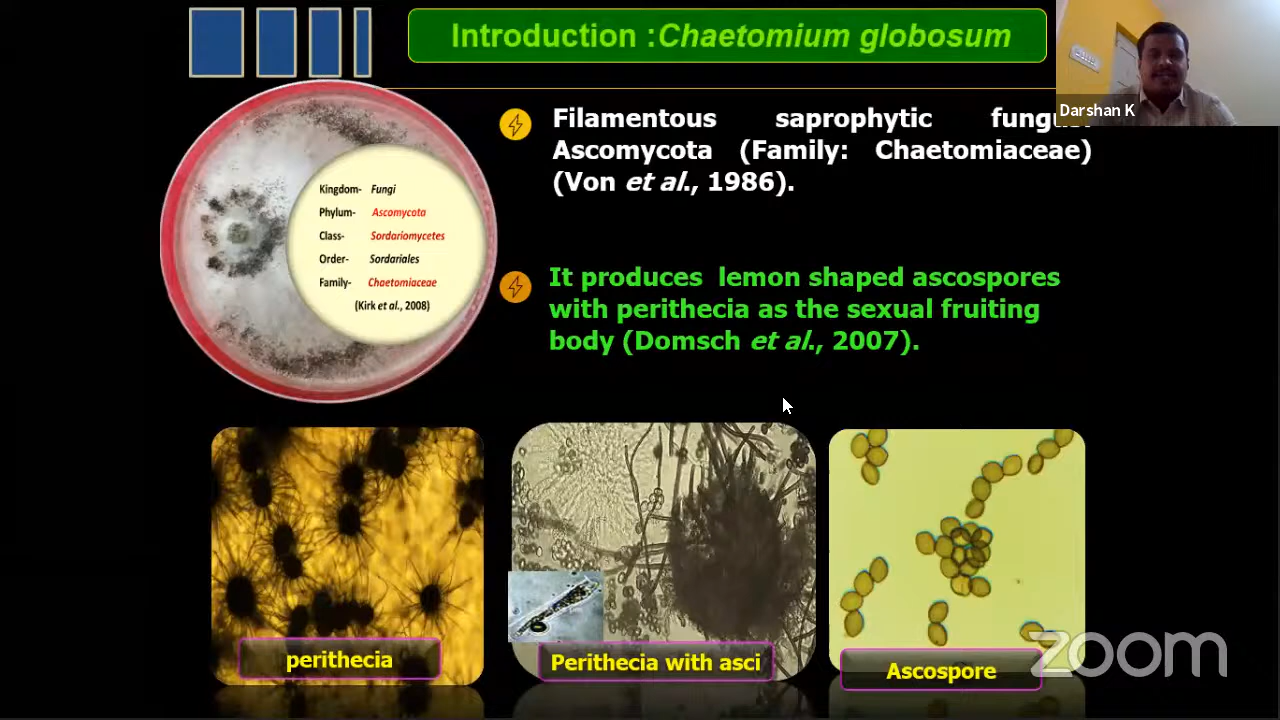 Introduction :Chaetomium globosum
Darshan K
Filamentous saprophytic
Ascomycota (Family: Chaetomiaceae)
(Von et al., 1986).
Kingdom- Fungi
Phylum- Ascomycota
Class- Sordariomycetes
Order- Sordariales
Family- Chaetomiaceae
(Kirk et al., 2008)
It produces lemon shaped ascospores
with perithecia as the sexual fruiting
body (Domsch et al., 2007).
perithecia
Perithecia with asci
Ascospore
zoom